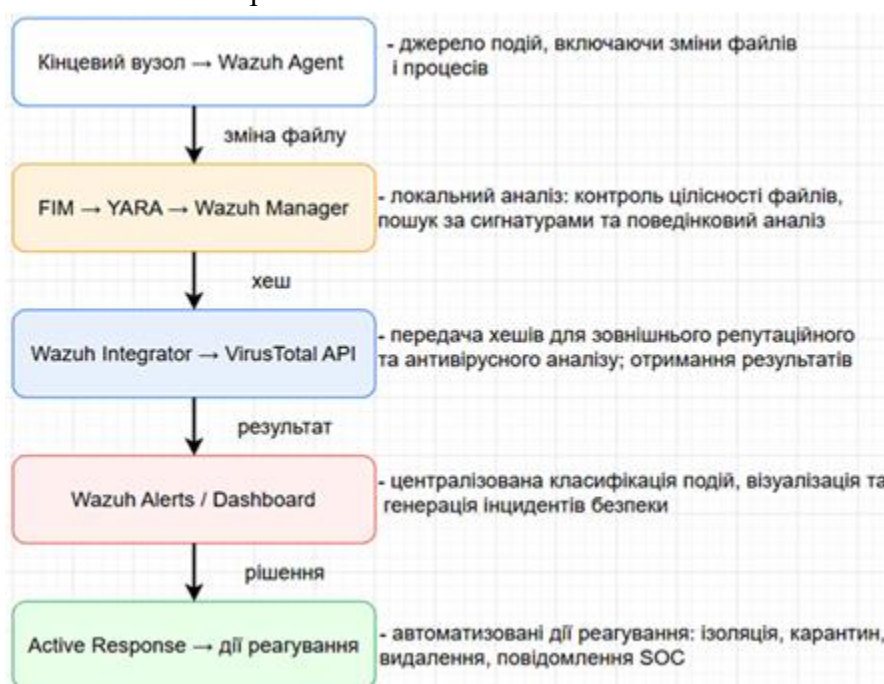 Кінцевий вузол → Wazuh Agent
- джерело подій, включаючи зміни файлів
і процесів
зміна файлу
FIM → YARA → Wazuh Manager
- локальний аналіз: контроль цілісності файлів,
пошук за сигнатурами та поведінковий аналіз
хеш
Wazuh Integrator → VirusTotal API
- передача хешів для зовнішнього репутаційного
та антивірусного аналізу; отримання результатів
результат
Wazuh Alerts / Dashboard
- централізована класифікація подій, візуалізація та
генерація інцидентів безпеки
рішення
Active Response → дії реагування
- автоматизовані дії реагування: ізоляція, карантин,
видалення, повідомлення SOC